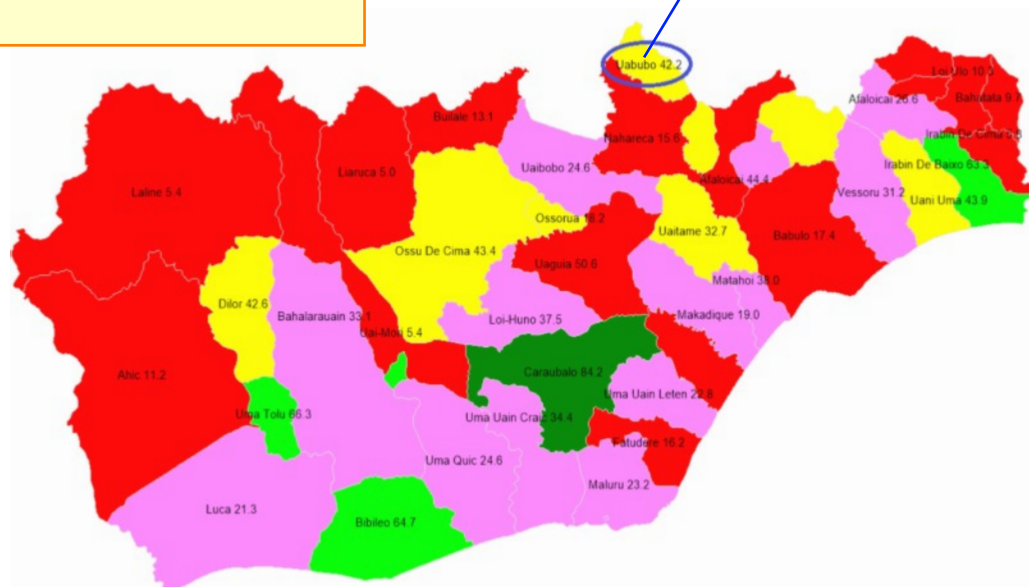 Uabubo 42.2
Loi Ulo 10.3
Afaloicai 26.6
Bahatata 9.7
Builale 13.1
Nahareca 15.6
Irabin De Cima 5.8
Uaibobo 24.6
Irabin De Baixo 63.3
Liaruca 5.0
Afaloicai 44.4
Laline 5.4
Vessoru 31.2
Uani Uma 43.9
Ossorua 18.2
Uaitame 32.7
Babulo 17.4
Ossu De Cima 43.4
Uaguia 50.6
Matahoi 38.0
Dilor 42.6
Bahalarauain 33.1
Loi-Huno 37.5
Makadique 19.0
Uai-Mori 5.4
Ahic 11.2
Caraubalo 84.2
Uma Uain Leten 22.8
Uma Tolu 66.3
Uma Uain Craic 34.4
Fatudere 16.2
Uma Quic 24.6
Maluru 23.2
Luca 21.3
Bibileo 64.7